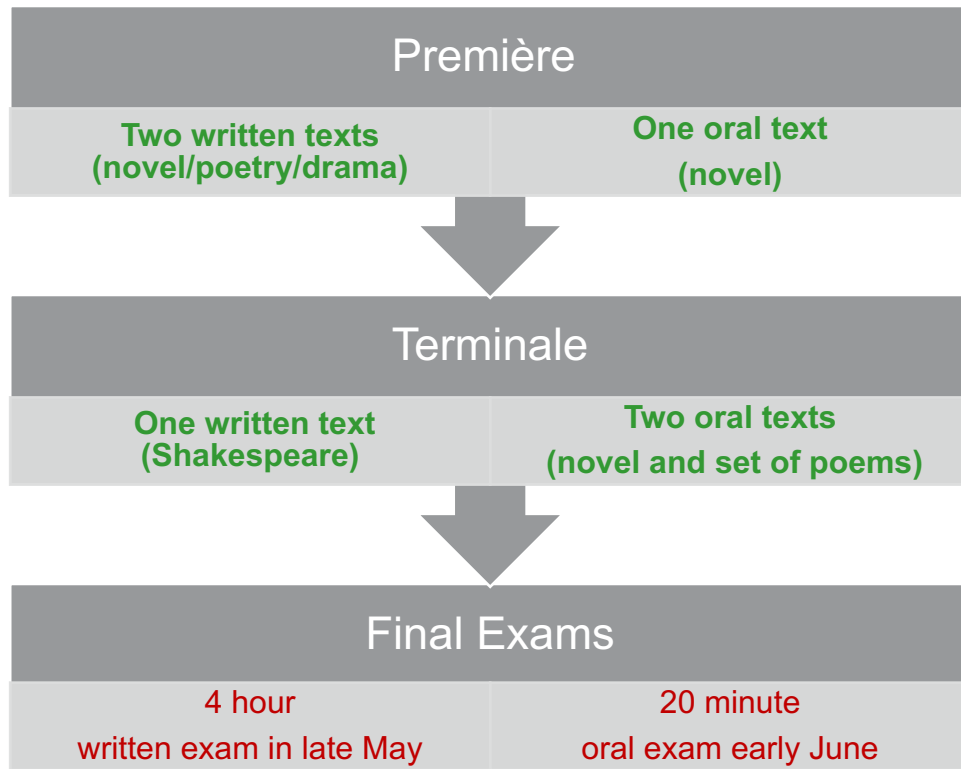 Première
Two written texts
(novel/poetry/drama)
One oral text
(novel)
Terminale
One written text
(Shakespeare)
Two oral texts
(novel and set of poems)
Final Exams
4 hour
written exam in late May
20 minute
oral exam early June